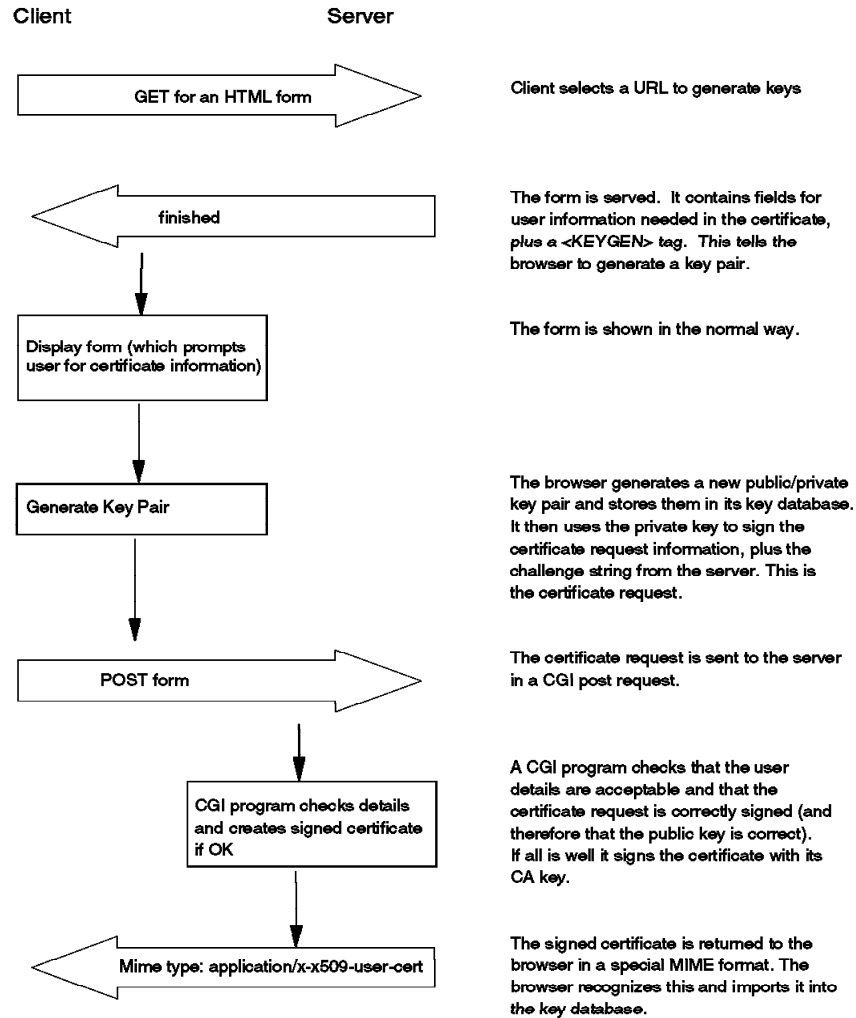 Client
Server
GET for an HTML form
Client selects a URL to generate keys
finished
The form is served. It contains fields for
user information needed in the certificate,
plus a <KEYGEN> tag. This tells the
browser to generate a key pair.
Display form (which prompts
user for certificate information)
The form is shown in the normal way.
Generate Key Pair
The browser generates a new public/private
key pair and stores them in its key database.
It then uses the private key to sign the
certificate request information, plus the
challenge string from the server. This is
the certificate request.
POST form
The certificate request is sent to the server
in a CGI post request.
CGI program checks details
and creates signed certificate
if OK
A CGI program checks that the user
details are acceptable and that the
certificate request is correctly signed (and
therefore that the public key is correct).
If all is well it signs the certificate with its
CA key.
Mime type: application/x-x509-user-cert
The signed certificate is returned to the
browser in a special MIME format. The
browser recognizes this and imports it into
the key database.